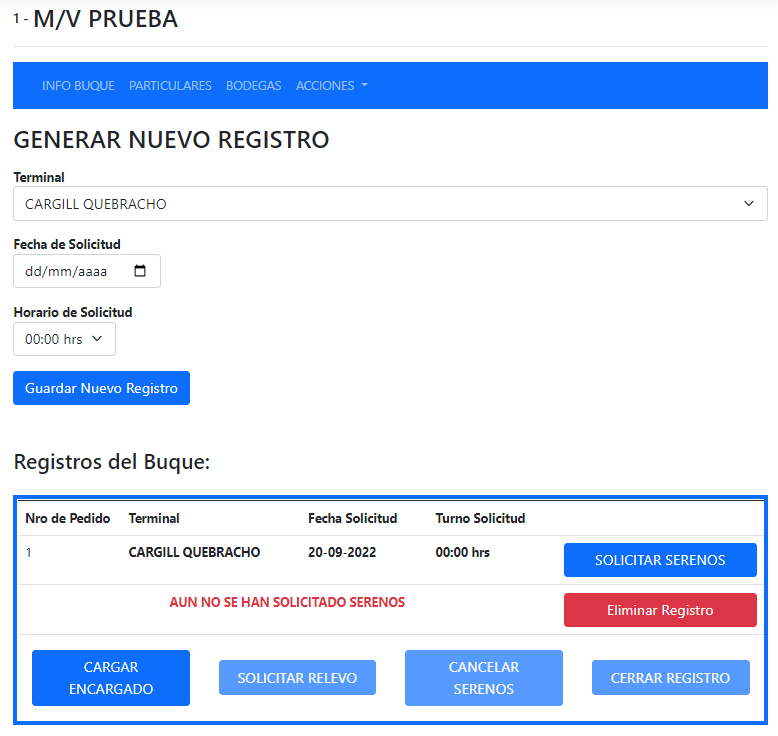 1 - M/V PRUEBA
INFO BUQUE PARTICULARES BODEGAS ACCIONES
GENERAR NUEVO REGISTRO
Terminal
CARGILL QUEBRACHO
Fecha de Solicitud
dd/mm/aaaa
Horario de Solicitud
00:00 hrs
Guardar Nuevo Registro
Registros del Buque:
Nro de Pedido Terminal Fecha Solicitud Turno Solicitud
1 CARGILL QUEBRACHO 20-09-2022 00:00 hrs SOLICITAR SERENOS
AUN NO SE HAN SOLICITADO SERENOS Eliminar Registro
CARGAR
ENCARGADO
SOLICITAR RELEVO
CANCELAR
SERENOS
CERRAR REGISTRO